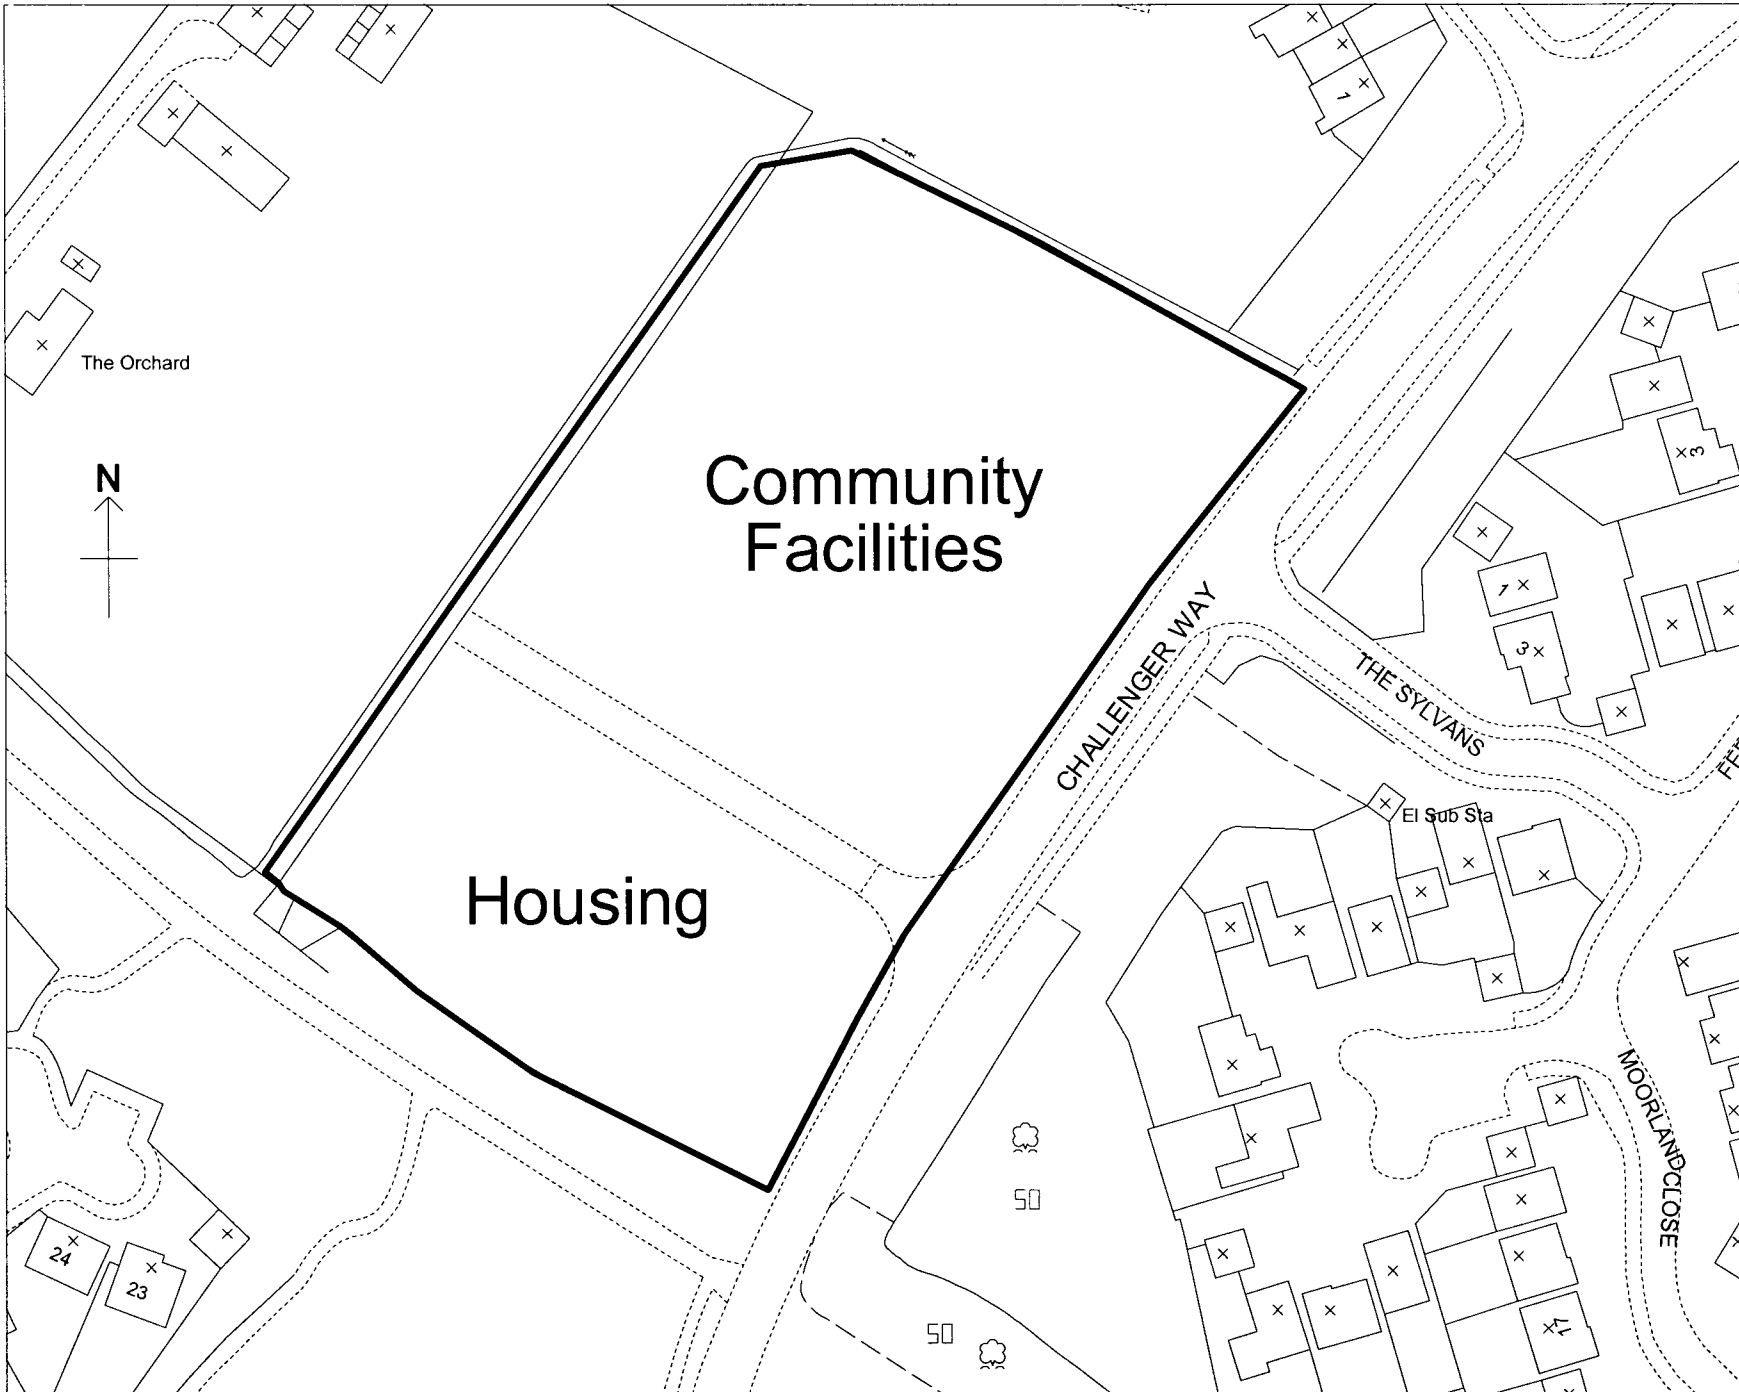 1
The Orchard
N
Community
Facilities
3
1
3
CHALLENGER WAY
THE SYLVANS
El Sub Sta
Housing
MOORLAND CLOSE
50
24
23
50
17